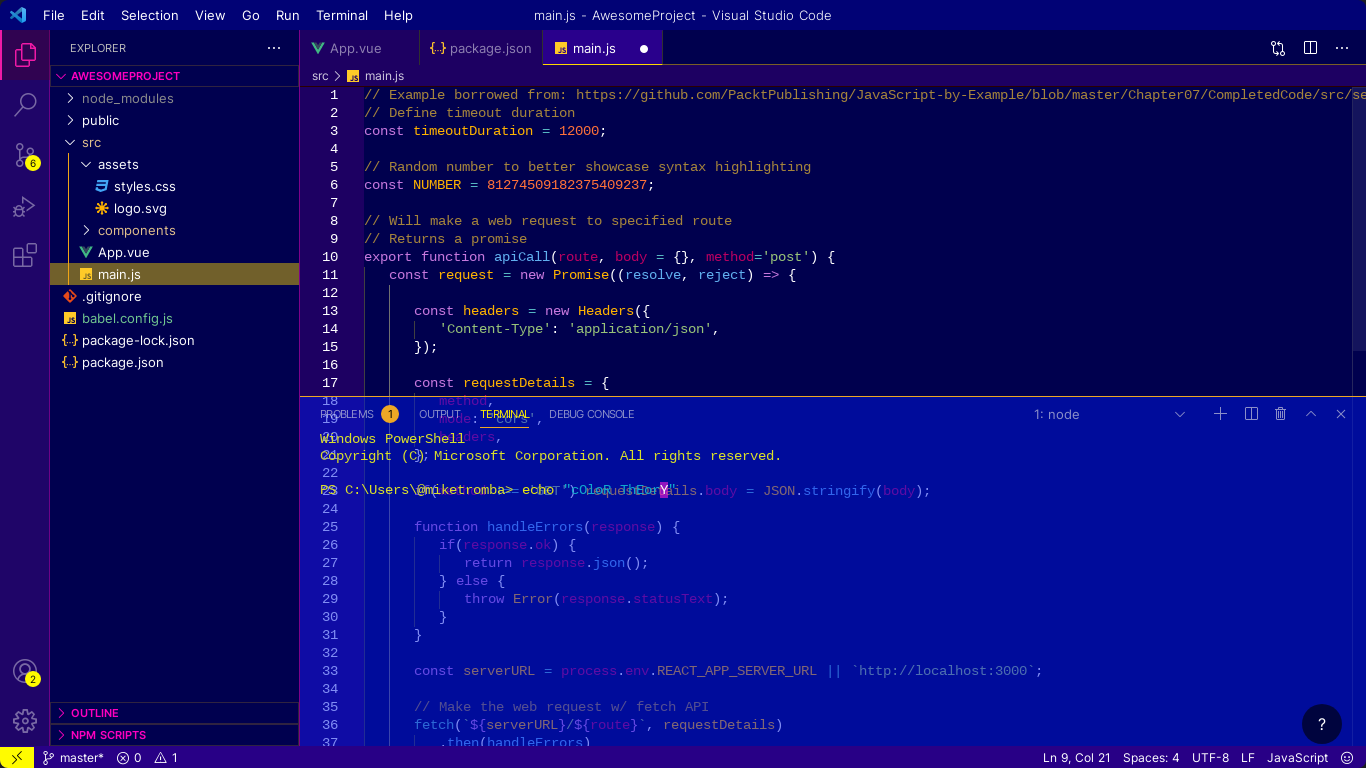 File Edit Selection View Go Run Terminal Help
main.js - AwesomeProject - Visual Studio Code
EXPLORER
AWESOMEPROJECT
node_modules
public
src
assets
styles.css
logo.svg
components
App.vue
main.js
.gitignore
babel.config.js
package-lock.json
package.json
OUTLINE
NPM SCRIPTS
6
2
App.vue package.json main.js
src main.js
1 // Example borrowed from: https://github.com/PacktPublishing/JavaScript-by-Example/blob/master/Chapter07/CompletedCode/src/se
2 // Define timeout duration
3 const timeoutDuration = 12000;
4
5 // Random number to better showcase syntax highlighting
6 const NUMBER = 81274509182375409237;
7
8 // Will make a web request to specified route
9 // Returns a promise
10 export function apiCall(route, body = {}, method='post') {
11 const request = new Promise((resolve, reject) => {
12
13 const headers = new Headers({
14 'Content-Type': 'application/json',
15 });
16
17 const requestDetails = {
18 method,
19 mode: 'cors',
20 headers,
21 };
22
23 requestDetails.body = JSON.stringify(body);
24
25 function handleErrors(response) {
26 if(response.ok) {
27 return response.json();
28 } else {
29 throw Error(response.statusText);
30 }
31 }
32
33 const serverURL = process.env.REACT_APP_SERVER_URL || `http://localhost:3000`;
34
35 // Make the web request w/ fetch API
36 fetch(`${serverURL}/${route}`, requestDetails)
37 .then(handleErrors)
PROBLEMS 1 OUTPUT TERMINAL DEBUG CONSOLE
1: node
Windows PowerShell
Copyright (C) Microsoft Corporation. All rights reserved.
PS C:\Users\@miketromba> echo "cOloR TheorY"
?
master* 0 1
Ln 9, Col 21 Spaces: 4 UTF-8 LF JavaScript